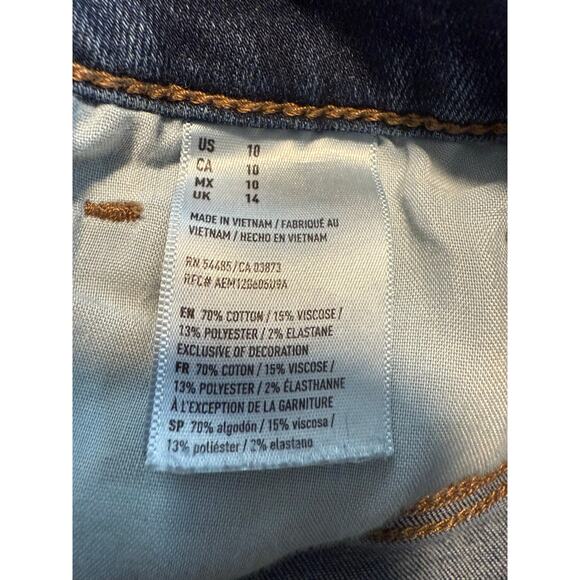 US 10
CA 10
MX 10
UK 14
MADE IN VIETNAM / FABRIQUÉ AU
VIETNAM / HECHO EN VIETNAM
RN 54485/CA 03873
RFC# AEM120605U9A
EN 70% COTTON / 15% VISCOSE /
13% POLYESTER / 2% ELASTANE
EXCLUSIVE OF DECORATION
FR 70% COTON / 15% VISCOSE /
13% POLYESTER / 2% ÉLASTHANNE
À L'EXCEPTION DE LA GARNITURE
SP 70% algodón / 15% viscosa /
13% poliéster / 2% elastano